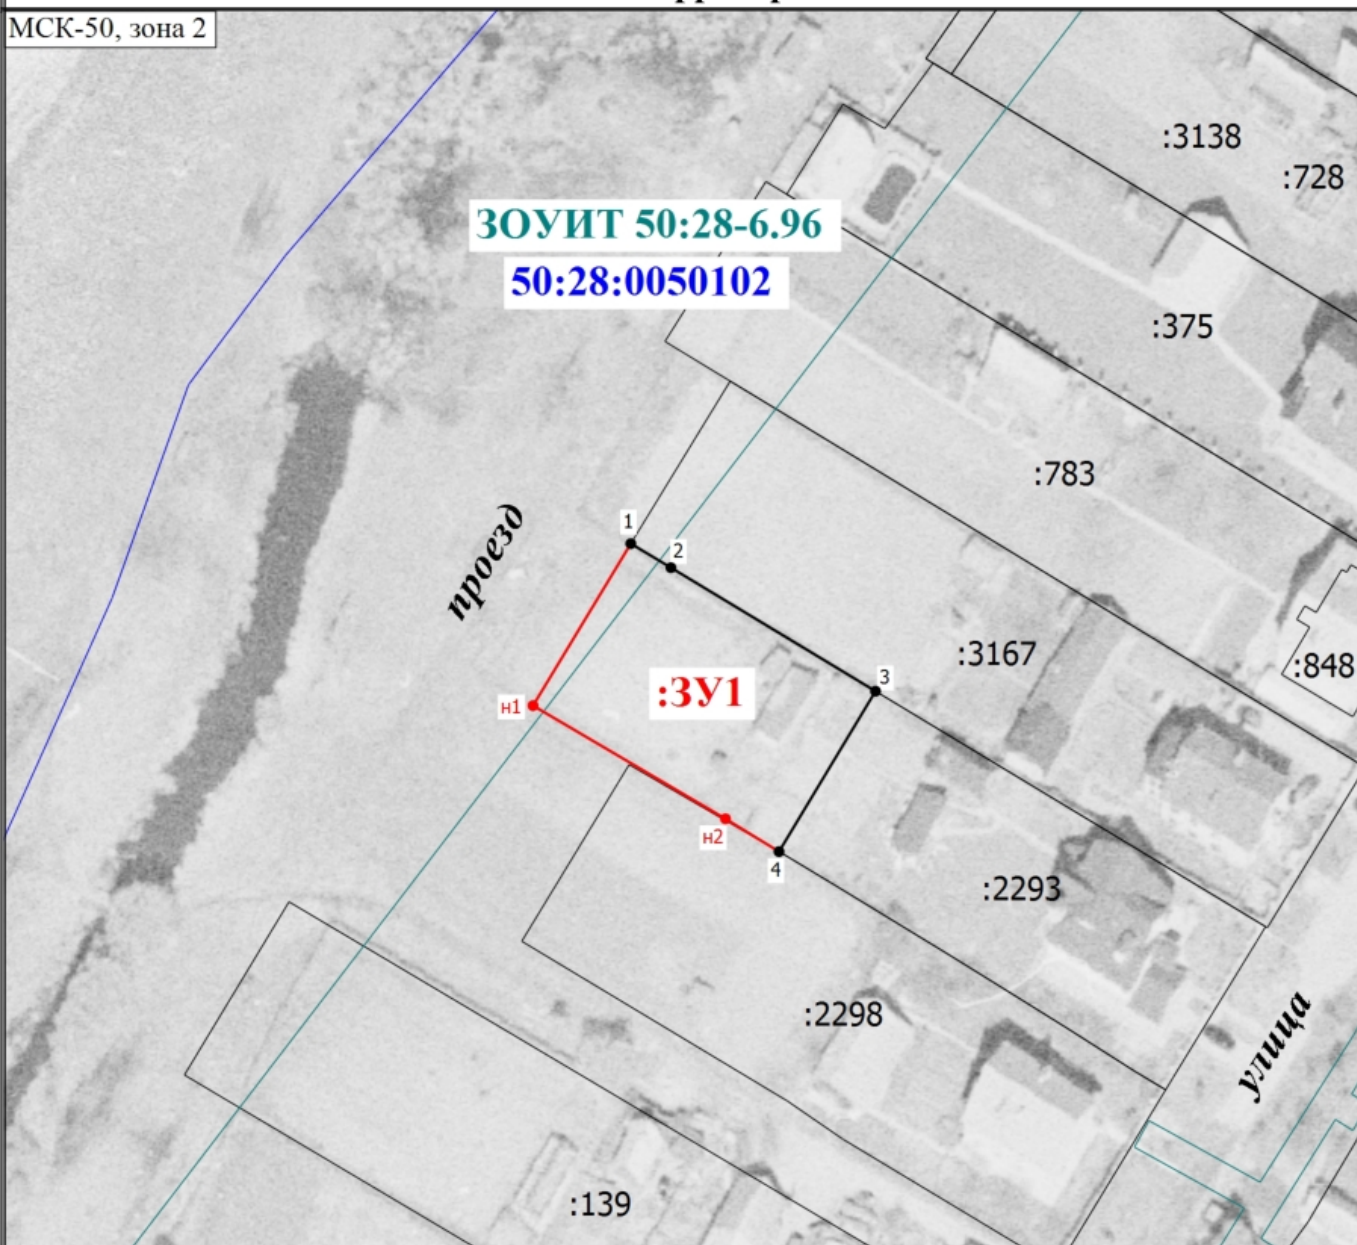 МСК-50, зона 2
:3138
:728
ЗОУИТ 50:28-6.96
50:28:0050102
:375
:783
проезд
1
2
:3167
:848
3
:ЗУ1
н1
н2
4
:2293
:2298
улица
:139